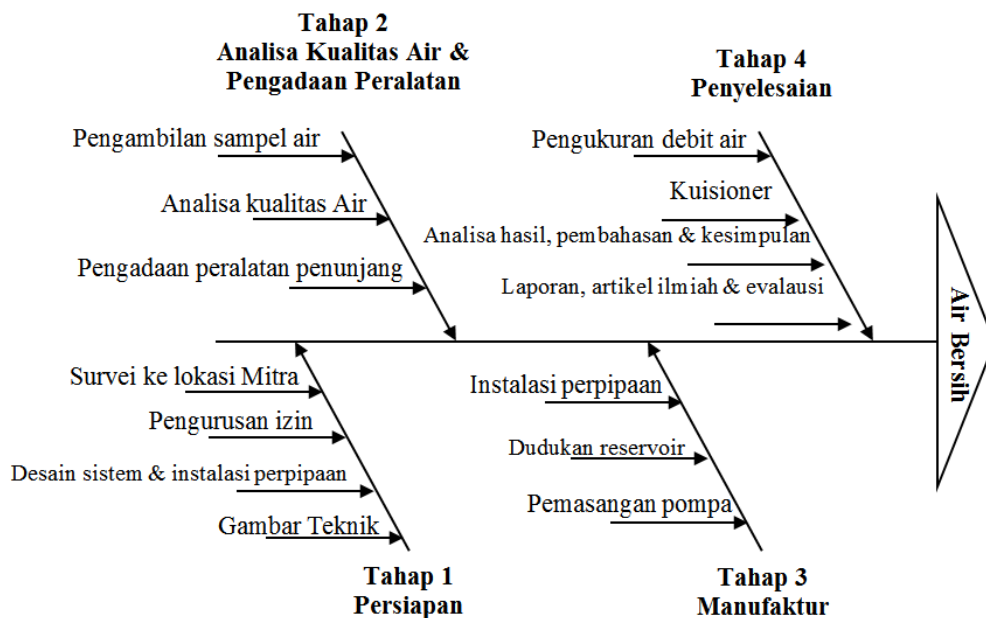 Tahap 2
Analisa Kualitas Air &
Pengadaan Peralatan
Pengambilan sampel air
Analisa kualitas Air
Pengadaan peralatan penunjang
Tahap 4
Penyelesaian
Pengukuran debit air
Kuisioner
Analisa hasil, pembahasan & kesimpulan
Laporan, artikel ilmiah & evalausi
Air Bersih
Survei ke lokasi Mitra
Pengurusan izin
Desain sistem & instalasi perpipaan
Gambar Teknik
Tahap 1
Persiapan
Instalasi perpipaan
Dudukan reservoir
Pemasangan pompa
Tahap 3
Manufaktur